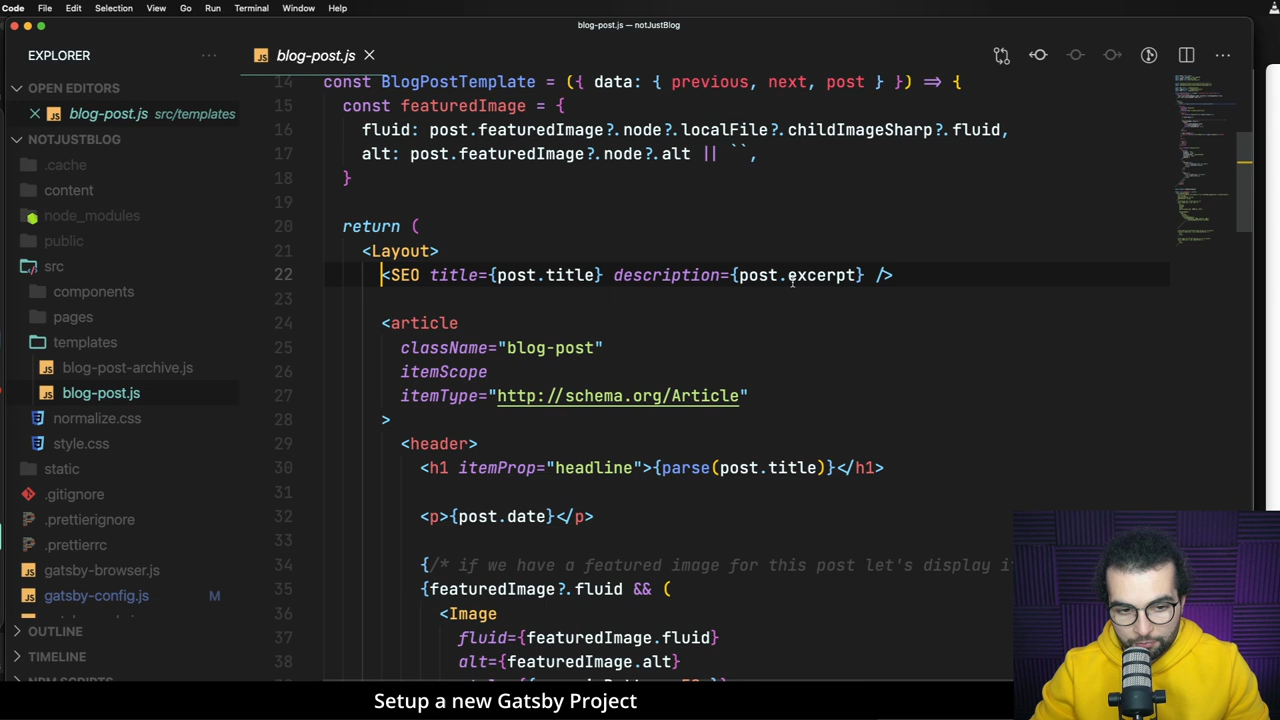 Code File Edit Selection View Go Run Terminal Window Help
blog-post.js — notJustBlog
EXPLORER ···
blog-post.js
OPEN EDITORS
blog-post.js src/templates
NOTJUSTBLOG
.cache
content
node_modules
public
src
components
pages
templates
blog-post-archive.js
blog-post.js
normalize.css
style.css
static
.gitignore
.prettierignore
.prettierrc
gatsby-browser.js
gatsby-config.js M
OUTLINE
TIMELINE
NPM SCRIPTS
14 const BlogPostTemplate = ({ data: { previous, next, post } }) => {
15 const featuredImage = {
16 fluid: post.featuredImage?.node?.localFile?.childImageSharp?.fluid,
17 alt: post.featuredImage?.node?.alt || ``,
18 }
19
20 return (
21 <Layout>
22 <SEO title={post.title} description={post.excerpt} />
23
24 <article
25 className="blog-post"
26 itemScope
27 itemType="http://schema.org/Article"
28 >
29 <header>
30 <h1 itemProp="headline">{parse(post.title)}</h1>
31
32 <p>{post.date}</p>
33
34 {/* if we have a featured image for this post let's display i
35 {featuredImage?.fluid && (
36 <Image
37 fluid={featuredImage.fluid}
38 alt={featuredImage.alt}
Setup a new Gatsby Project